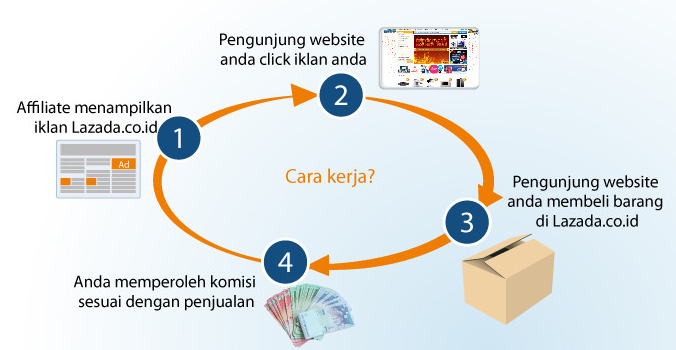 Pengunjung website
anda click iklan anda
2
Affiliate menampilkan
iklan Lazada.co.id
1
Ad
Cara kerja?
Pengunjung website
anda membeli barang
di Lazada.co.id
3
4
Anda memperoleh komisi
sesuai dengan penjualan